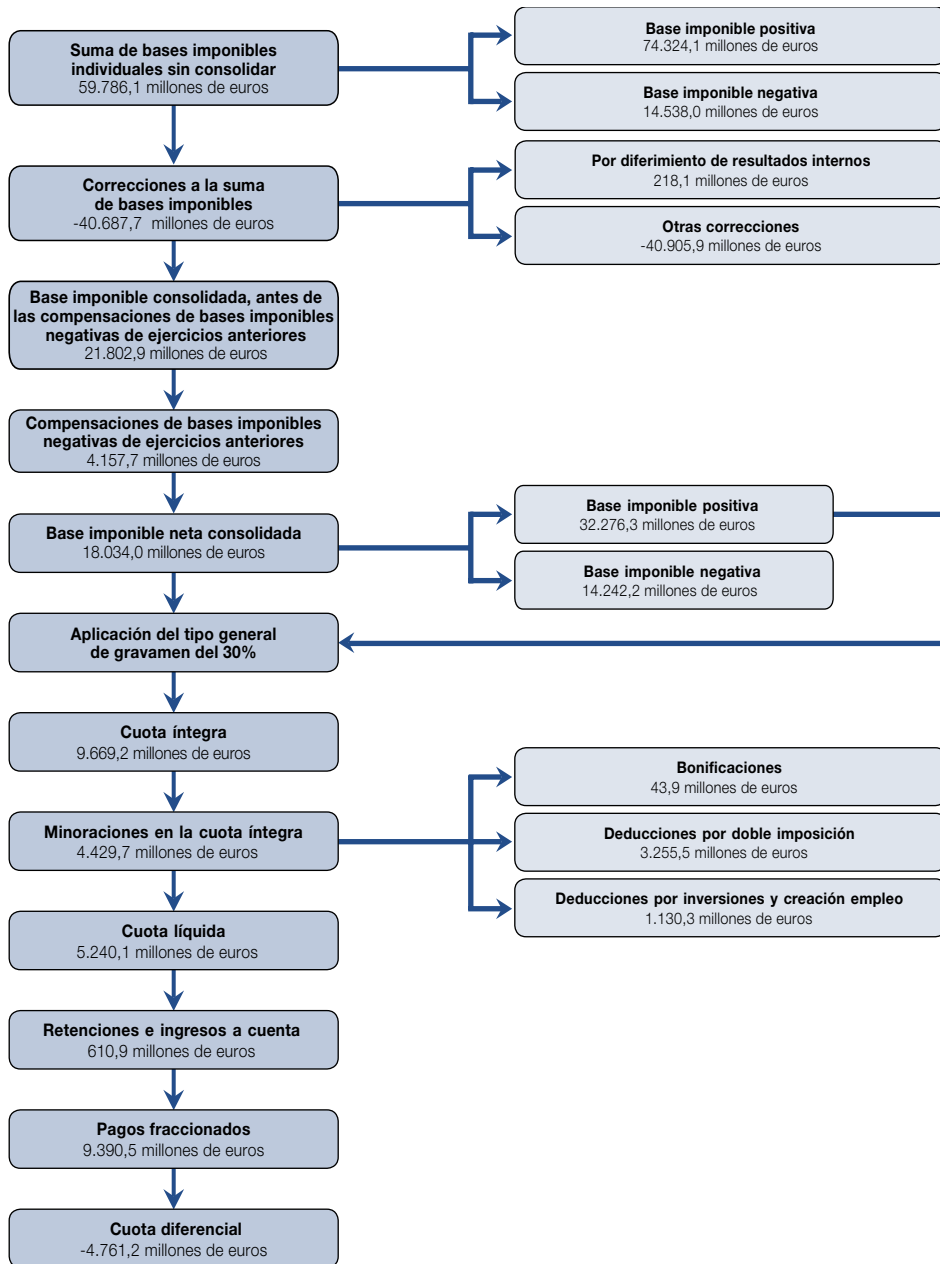 Suma de bases imponibles
individuales sin consolidar
59.786,1 millones de euros
Base imponible positiva
74.324,1 millones de euros
Base imponible negativa
14.538,0 millones de euros
Correcciones a la suma
de bases imponibles
-40.687,7 millones de euros
Por diferimiento de resultados internos
218,1 millones de euros
Otras correcciones
-40.905,9 millones de euros
Base imponible consolidada, antes de
las compensaciones de bases imponibles
negativas de ejercicios anteriores
21.802,9 millones de euros
Compensaciones de bases imponibles
negativas de ejercicios anteriores
4.157,7 millones de euros
Base imponible neta consolidada
18.034,0 millones de euros
Base imponible positiva
32.276,3 millones de euros
Base imponible negativa
14.242,2 millones de euros
Aplicación del tipo general
de gravamen del 30%
Cuota íntegra
9.669,2 millones de euros
Minoraciones en la cuota íntegra
4.429,7 millones de euros
Bonificaciones
43,9 millones de euros
Deducciones por doble imposición
3.255,5 millones de euros
Deducciones por inversiones y creación empleo
1.130,3 millones de euros
Cuota líquida
5.240,1 millones de euros
Retenciones e ingresos a cuenta
610,9 millones de euros
Pagos fraccionados
9.390,5 millones de euros
Cuota diferencial
-4.761,2 millones de euros